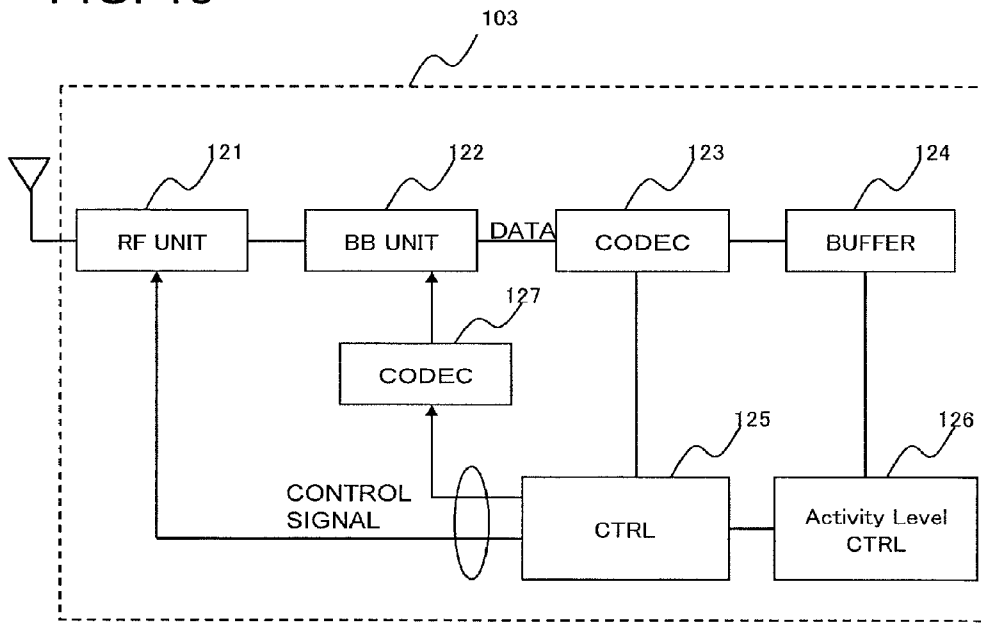 103
121
122
123
124
RF UNIT
BB UNIT
DATA
CODEC
BUFFER
127
CODEC
125
126
CONTROL
SIGNAL
CTRL
Activity Level
CTRL